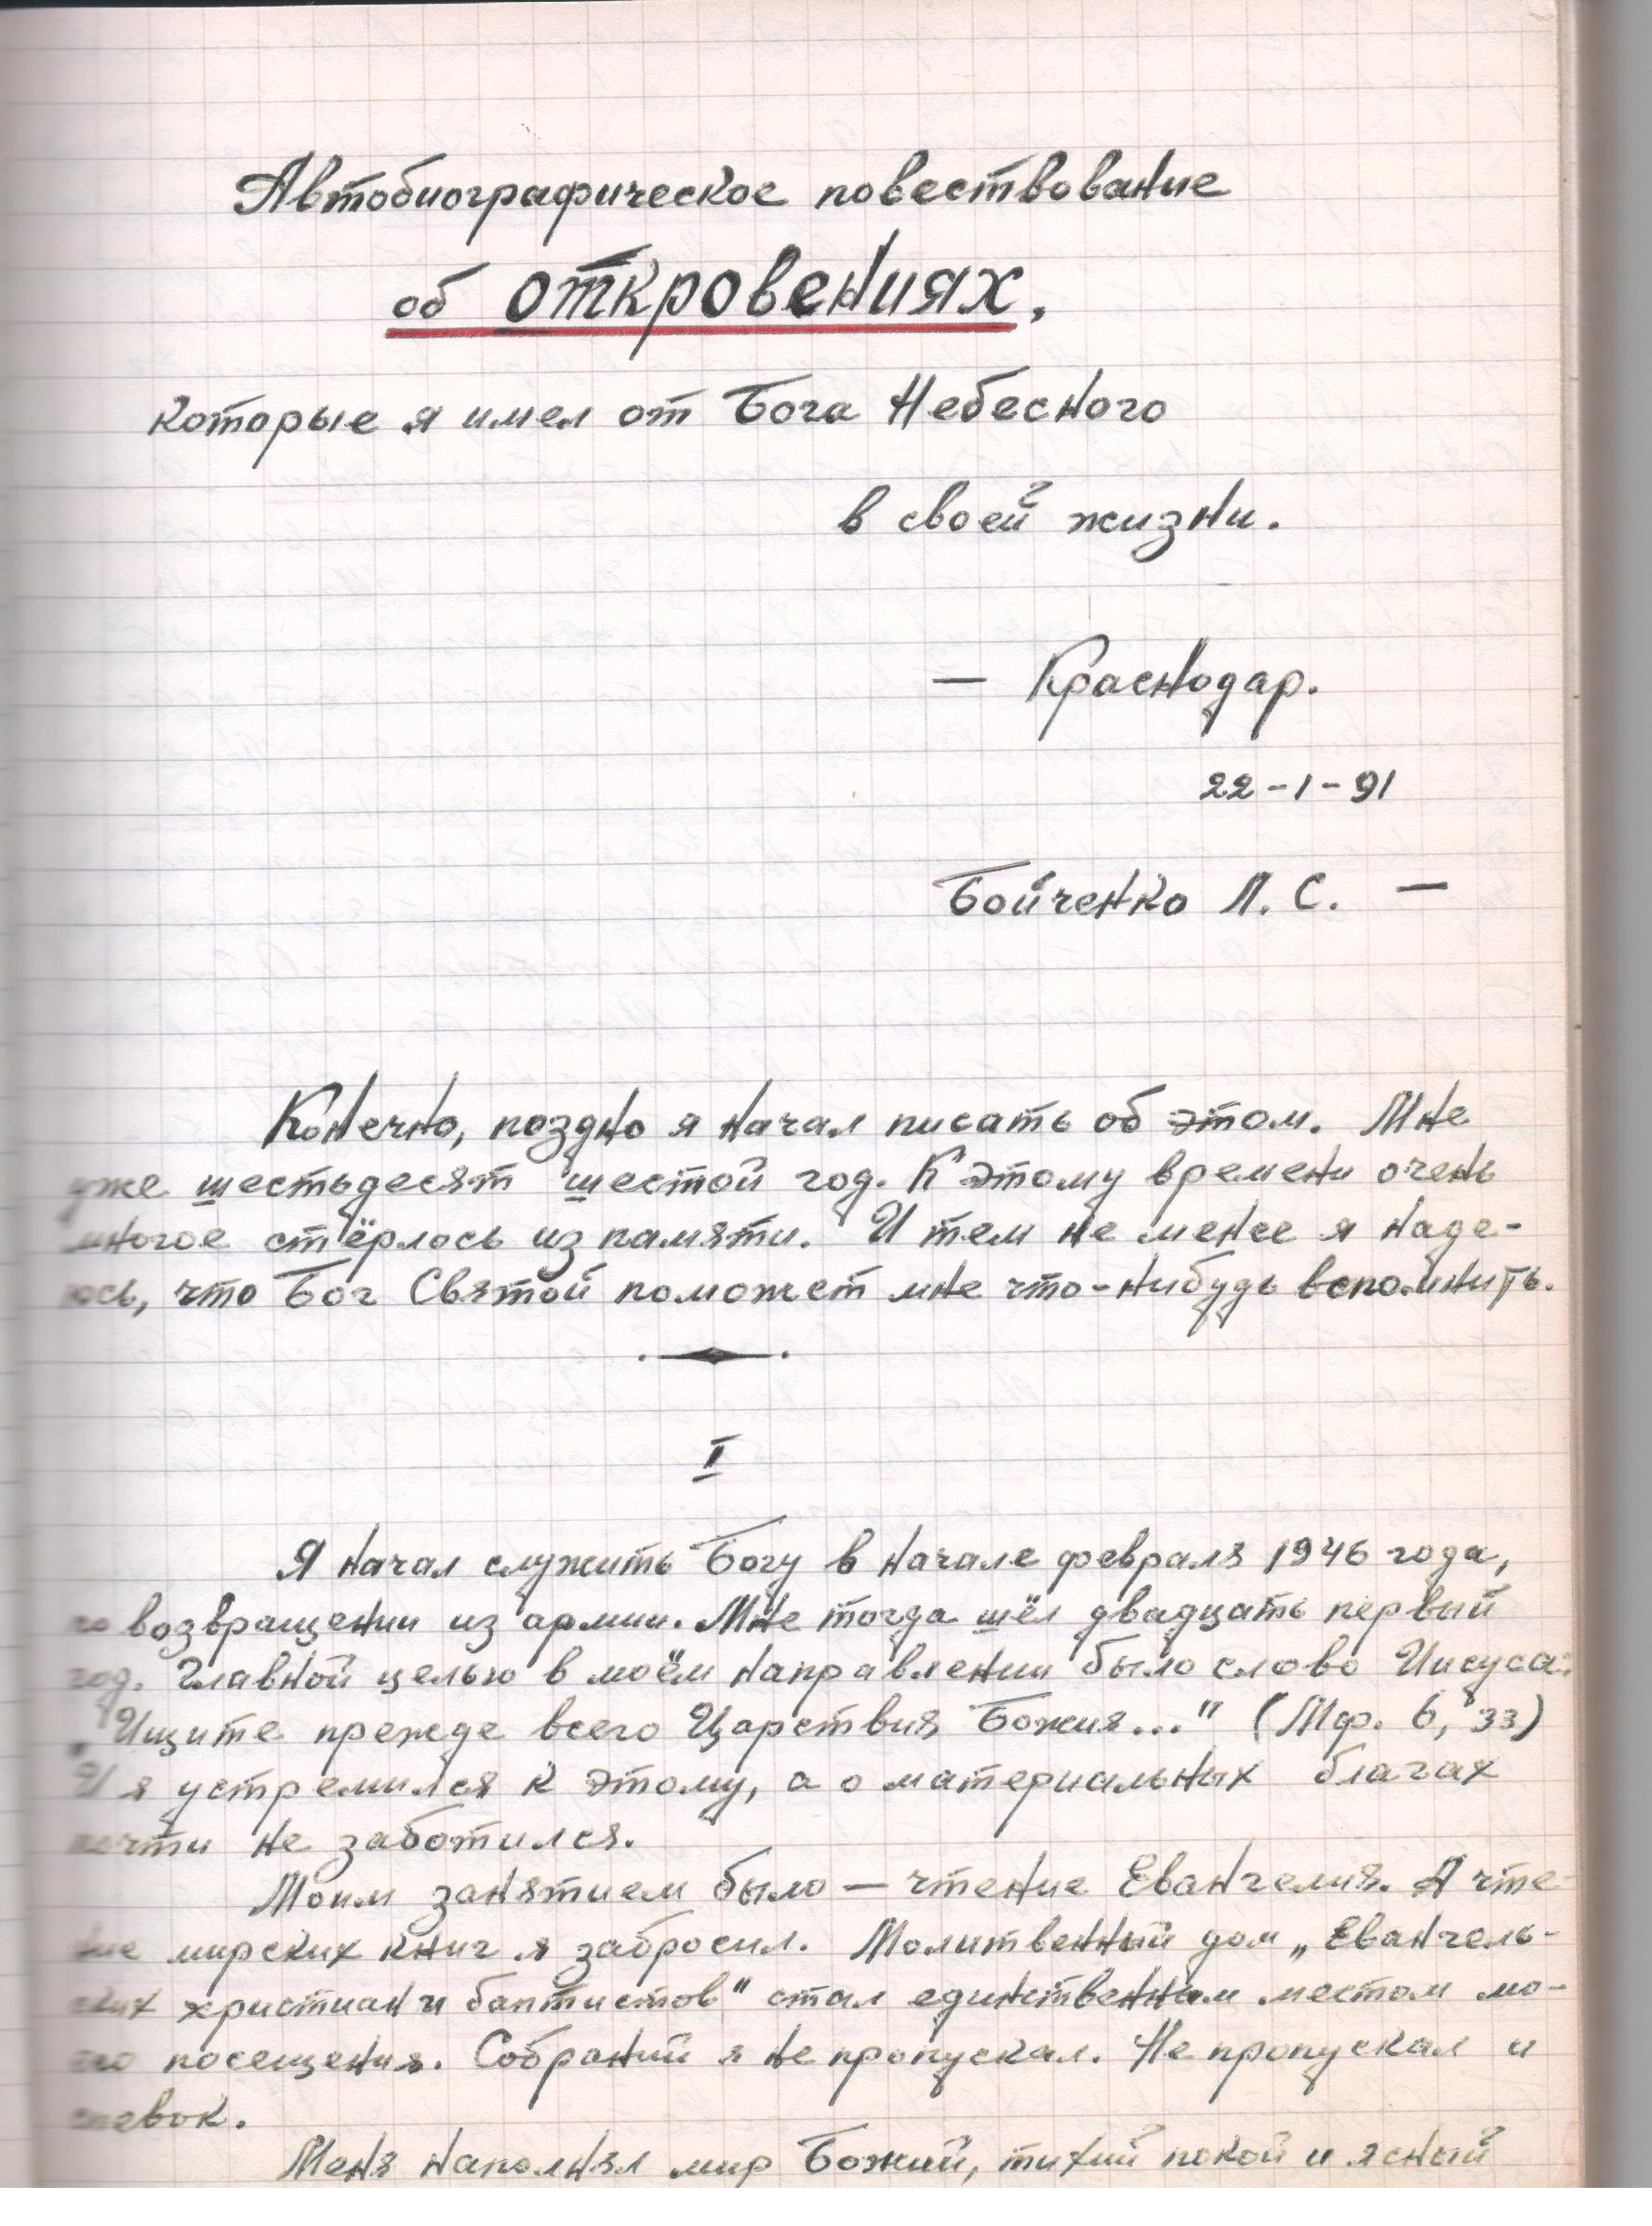 Автобиографическое повествование
об откровениях,
которые я имел от Бога Небесного
в своей жизни.
— Краснодар.
22-1-91
Бойченко Л. С. —
Конечно, поздно я начал писать об этом. Мне
уже шестьдесят шестой год. К этому времени очень
многое стёрлось из памяти. И тем не менее я наде-
юсь, что Бог Святой поможет мне что-нибудь вспомнить.
I
Я начал служить Богу в начале февраля 1946 года,
по возвращении из армии. Мне тогда шёл двадцать первый
год. Главной целью в моём направлении было слово Иисуса:
„Ищите прежде всего Царствия Божия..." (Мф. 6, 33)
И я устремился к этому, а о материальных благах
почти не заботился.
Моим занятием было — чтение Евангелия. А чте-
ние мирских книг я забросил. Молитвенный дом „Евангель-
ских христиан и баптистов" стал единственным местом мо-
его посещения. Собраний я не пропускал. Не пропускал и
спевок.
Меня наполнял мир Божий, тихий покой и ясный